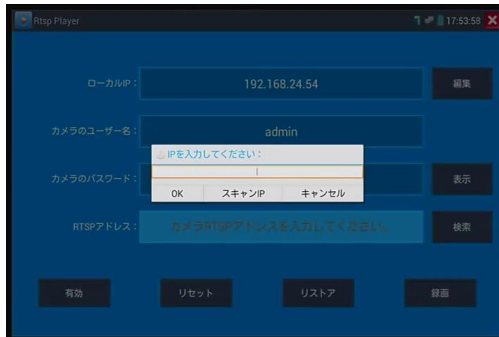 Rtsp Player
17:53:58
ローカルIP：
192.168.24.54
編集
カメラのユーザー名：
admin
IPを入力してください：
カメラのパスワード：
OK
スキャンIP
キャンセル
表示
RTSPアドレス：
カメラRTSPアドレスを入力してください。
検索
有効
リセット
リストア
録画